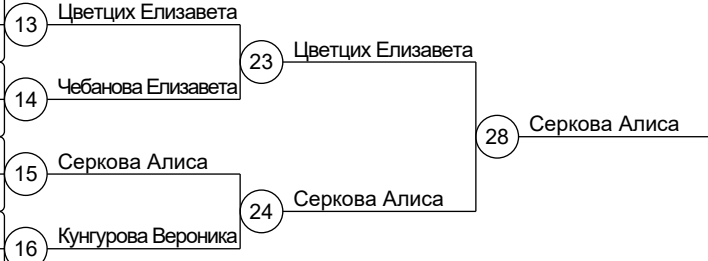 13 Цветцих Елизавета
23 Цветцих Елизавета
14 Чебанова Елизавета
28 Серкова Алиса
15 Серкова Алиса
24 Серкова Алиса
16 Кунгурова Вероника